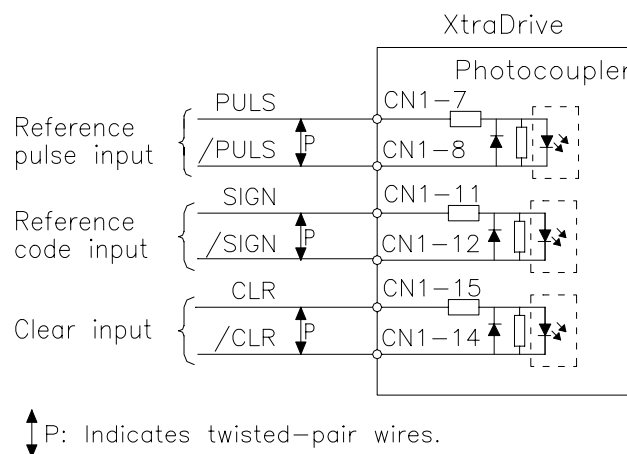 XtraDrive
Photocoupler
PULS
CN1-7
Reference
pulse input
P
/PULS
CN1-8
SIGN
CN1-11
Reference
code input
P
/SIGN
CN1-12
CLR
CN1-15
Clear input
P
/CLR
CN1-14
P: Indicates twisted-pair wires.